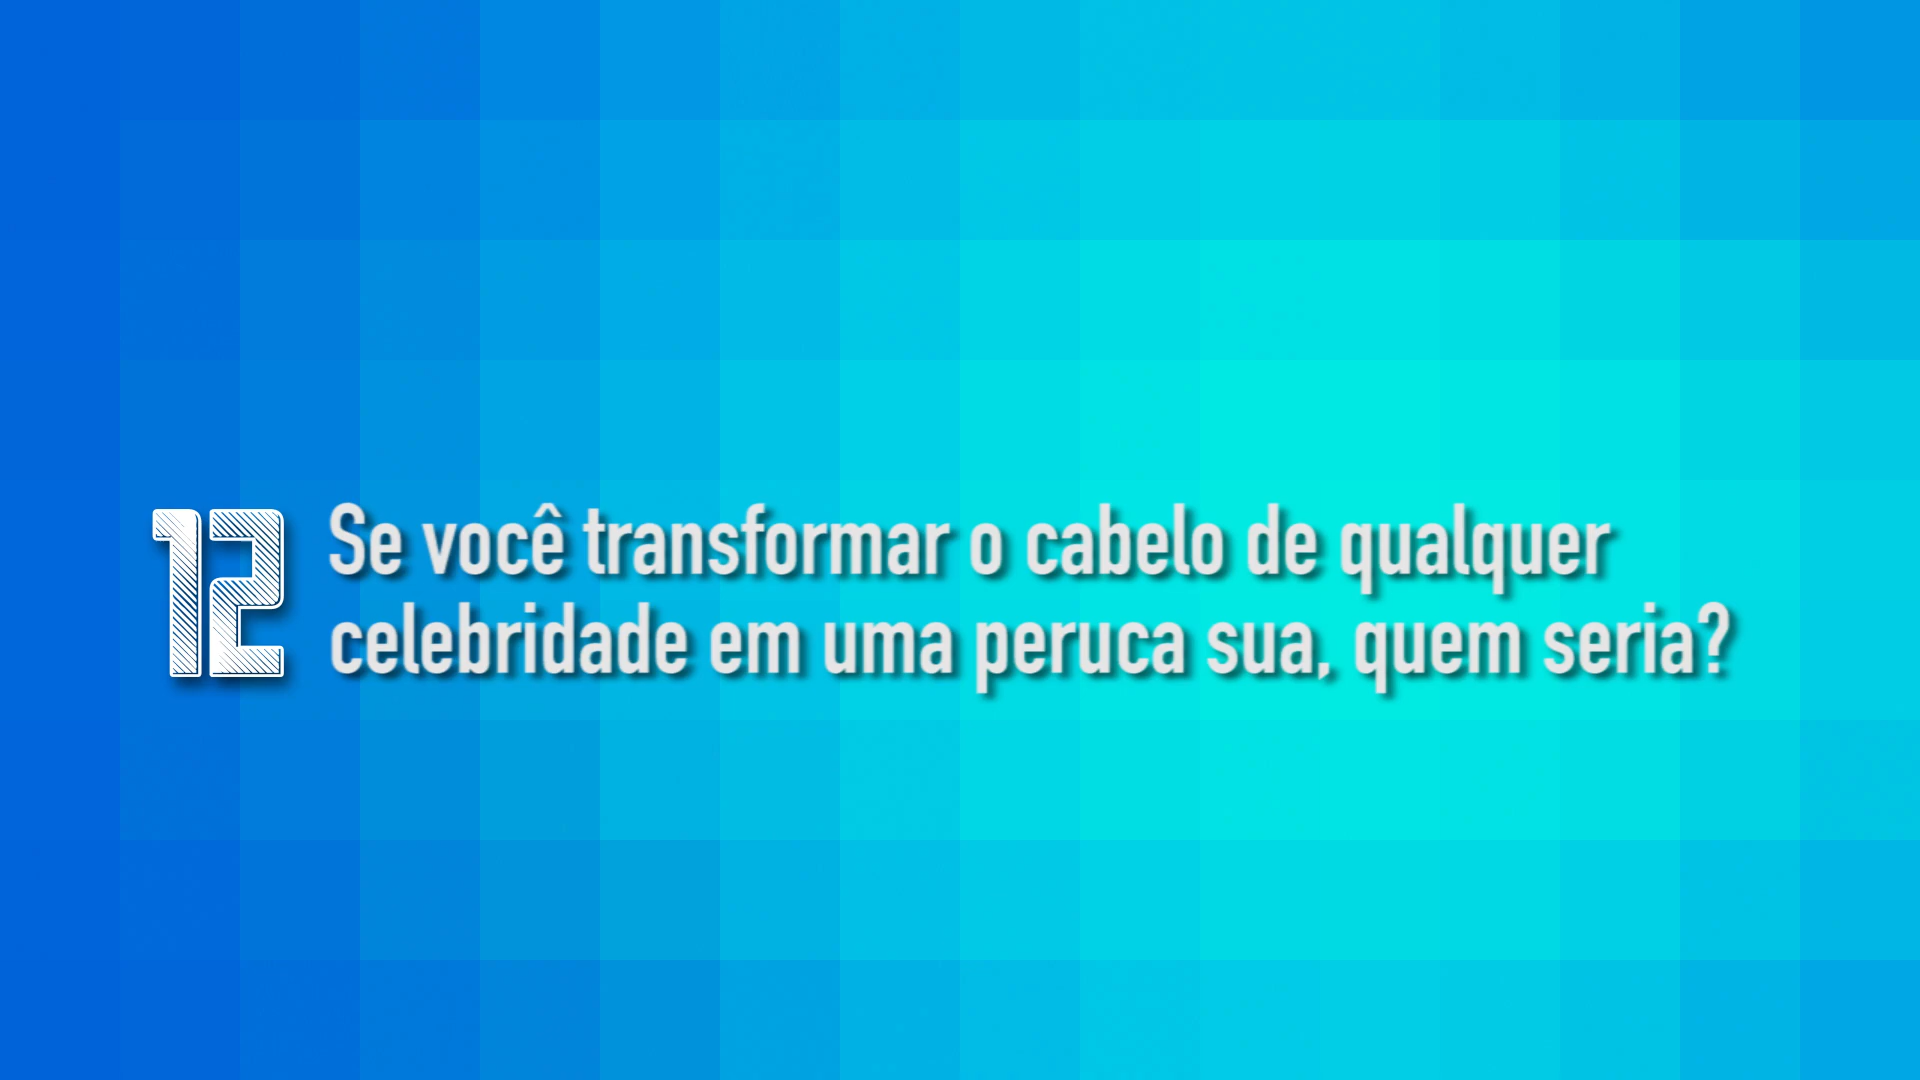 12
Se você transformar o cabelo de qualquer
celebridade em uma peruca sua, quem seria?